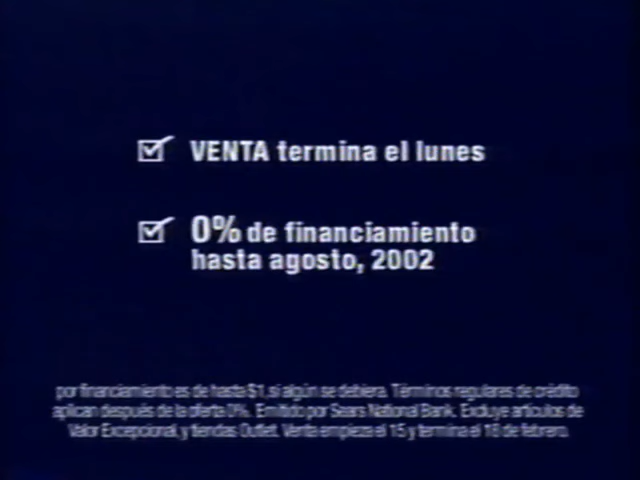 VENTA termina el lunes
0% de financiamiento
hasta agosto, 2002
por financiamiento es de hasta $1, si algún se debiera. Términos regulares de crédito
aplican después de la oferta 0%. Emitido por Sears National Bank. Excluye artículos de
Valor Excepcional, y tiendas Outlet. Venta empieza el 15 y termina el 18 de febrero.